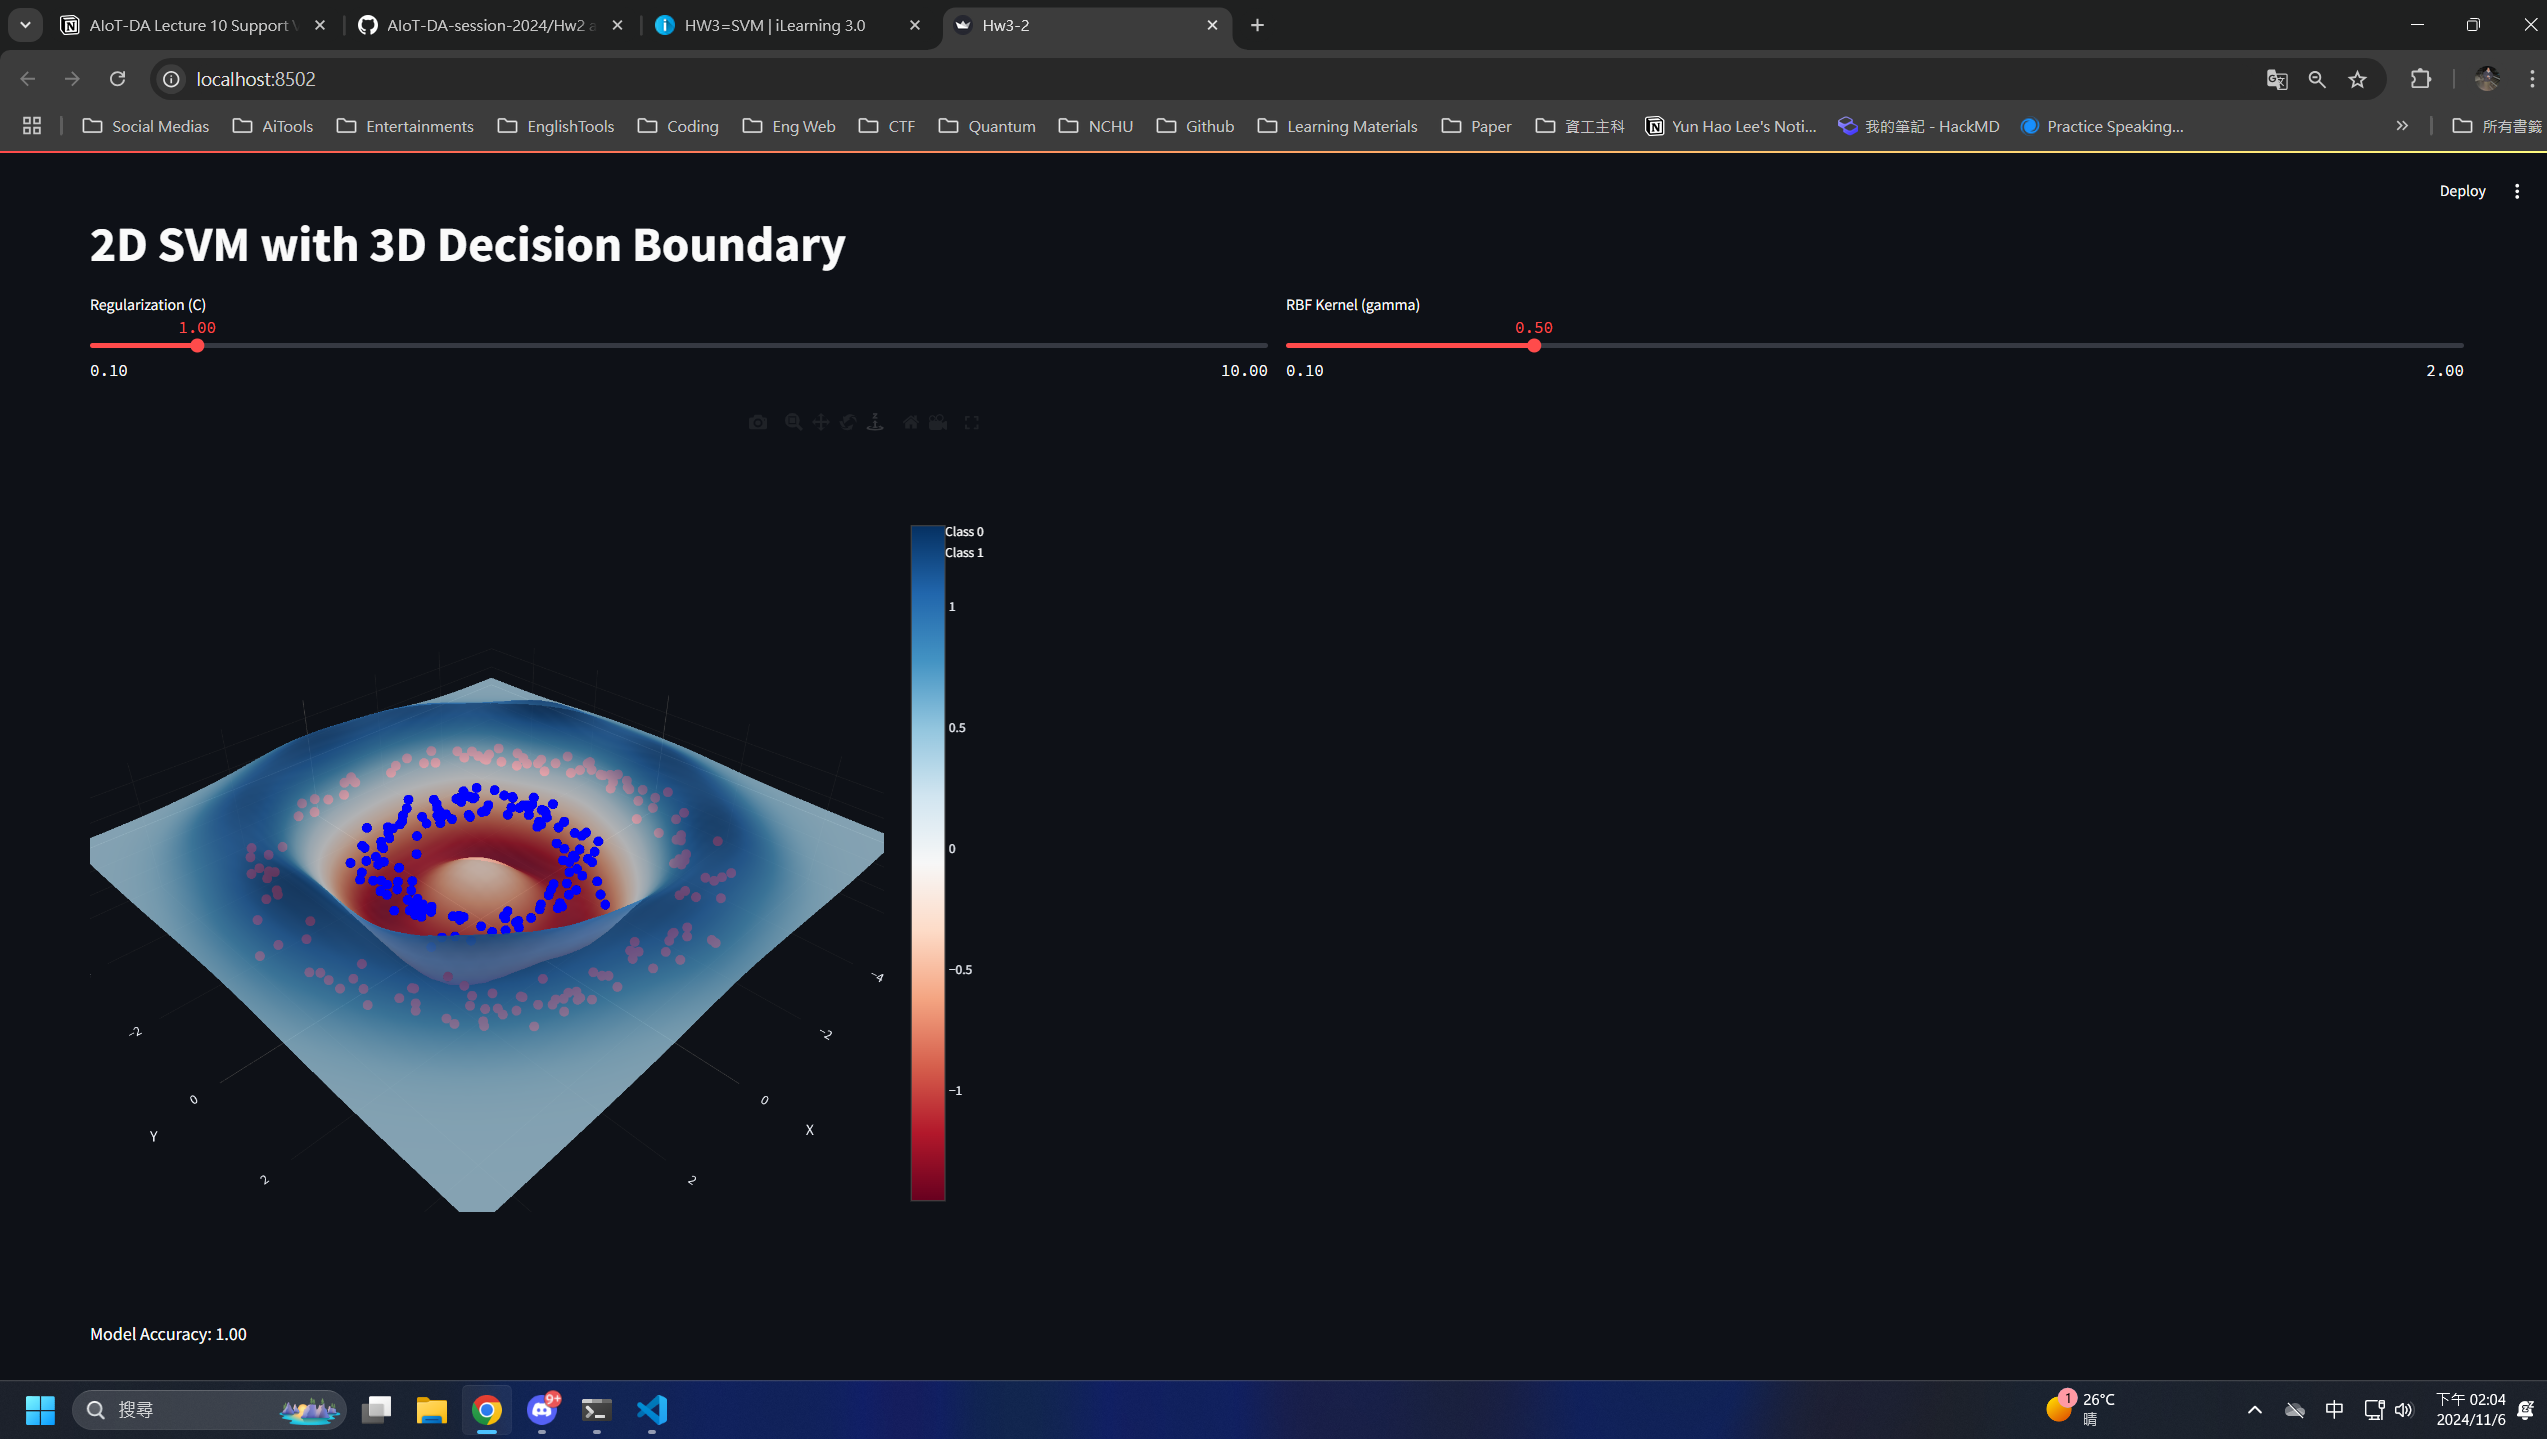 AIoT-DA Lecture 10 Support V
AIoT-DA-session-2024/Hw2 a
HW3=SVM | iLearning 3.0
Hw3-2
localhost:8502
Social Medias
AiTools
Entertainments
EnglishTools
Coding
Eng Web
CTF
Quantum
NCHU
Github
Learning Materials
Paper
資工主科
Yun Hao Lee's Noti...
我的筆記 - HackMD
Practice Speaking...
所有書籤
Deploy
2D SVM with 3D Decision Boundary
Regularization (C)
1.00
0.10
10.00
RBF Kernel (gamma)
0.50
0.10
2.00
Class 0
Class 1
1
0.5
0
−0.5
−1
−4
−2
0
2
X
−2
0
2
Y
Model Accuracy: 1.00
搜尋
9+
1
26°C
晴
中
下午 02:04
2024/11/6